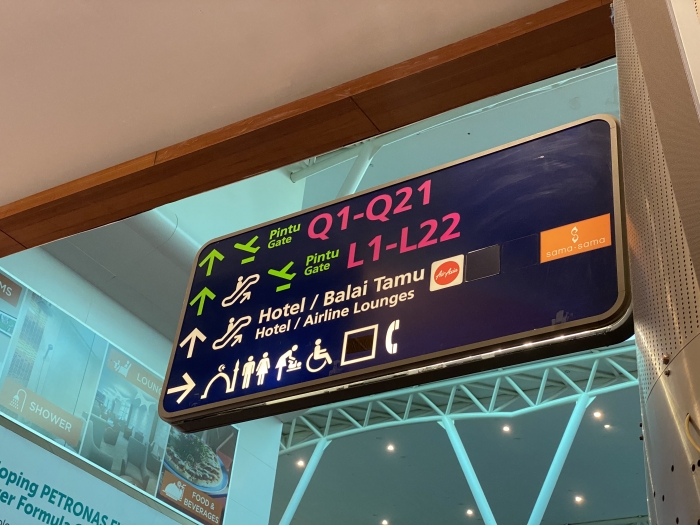 Pintu
Gate
Q1-Q21
Pintu
Gate
L1-L22
Hotel / Balai Tamu
Hotel / Airline Lounges
AirAsia
sama-sama
SHOWER
LOUN
FOOD &
BEVERAGES
oping PETRONAS
er Formula